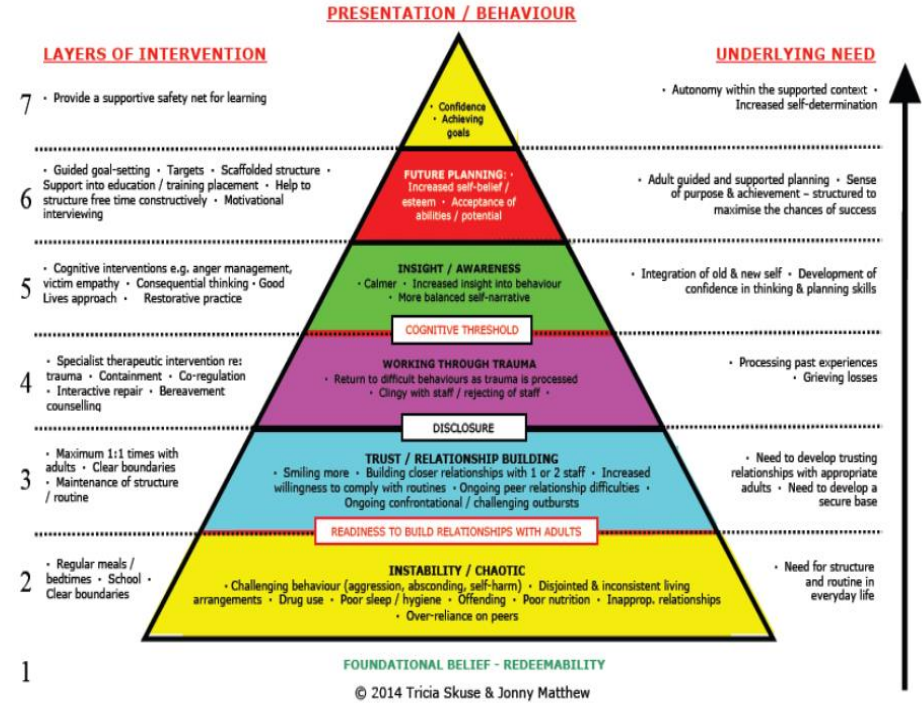 PRESENTATION / BEHAVIOUR
LAYERS OF INTERVENTION
UNDERLYING NEED
7
· Provide a supportive safety net for learning
· Confidence
· Achieving
goals
· Autonomy within the supported context ·
Increased self-determination
6
· Guided goal-setting · Targets · Scaffolded structure ·
Support into education / training placement · Help to
structure free time constructively · Motivational
interviewing
FUTURE PLANNING: ·
Increased self-belief /
esteem · Acceptance of
abilities / potential
· Adult guided and supported planning · Sense
of purpose & achievement – structured to
maximise the chances of success
5
· Cognitive interventions e.g. anger management,
victim empathy · Consequential thinking · Good
Lives approach · Restorative practice
INSIGHT / AWARENESS
· Calmer · Increased insight into behaviour
· More balanced self-narrative
· Integration of old & new self · Development of
confidence in thinking & planning skills
COGNITIVE THRESHOLD
4
· Specialist therapeutic intervention re:
trauma · Containment · Co-regulation
· Interactive repair · Bereavement
counselling
WORKING THROUGH TRAUMA
· Return to difficult behaviours as trauma is processed
· Clingy with staff / rejecting of staff ·
· Processing past experiences
· Grieving losses
DISCLOSURE
3
· Maximum 1:1 times with
adults · Clear boundaries
· Maintenance of structure
/ routine
TRUST / RELATIONSHIP BUILDING
· Smiling more · Building closer relationships with 1 or 2 staff · Increased
willingness to comply with routines · Ongoing peer relationship difficulties ·
Ongoing confrontational / challenging outbursts
· Need to develop trusting
relationships with appropriate
adults · Need to develop a
secure base
READINESS TO BUILD RELATIONSHIPS WITH ADULTS
2
· Regular meals /
bedtimes · School ·
Clear boundaries
INSTABILITY / CHAOTIC
· Challenging behaviour (aggression, absconding, self-harm) · Disjointed & inconsistent living
arrangements · Drug use · Poor sleep / hygiene · Offending · Poor nutrition · Inapprop. relationships
· Over-reliance on peers
· Need for structure
and routine in
everyday life
1
FOUNDATIONAL BELIEF - REDEEMABILITY
© 2014 Tricia Skuse & Jonny Matthew